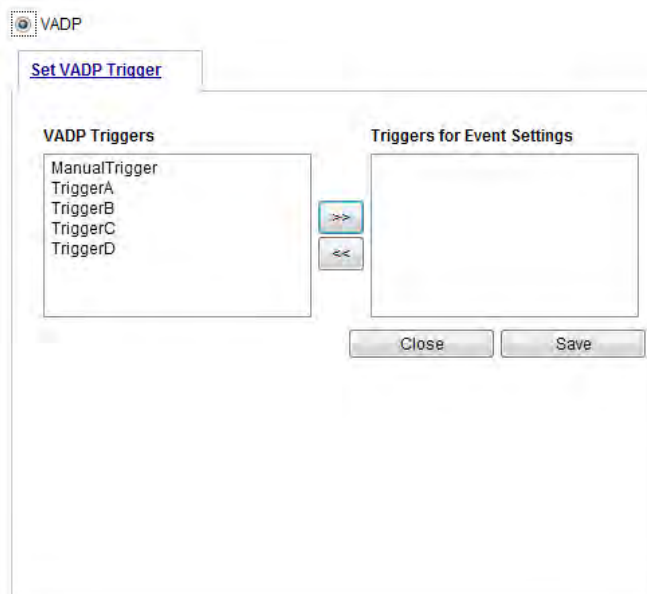 VADP
Set VADP Trigger
VADP Triggers
Triggers for Event Settings
ManualTrigger
TriggerA
TriggerB
TriggerC
TriggerD
>>
<<
Close
Save